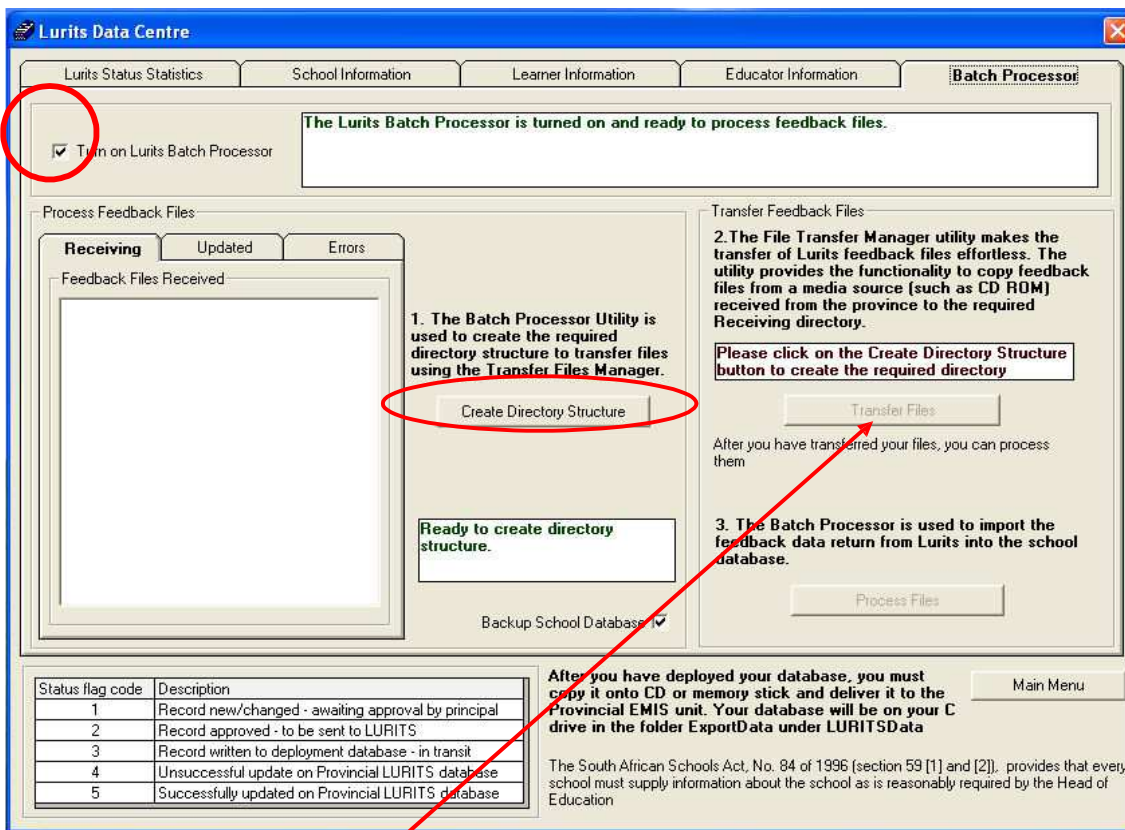 Lurits Data Centre
Lurits Status Statistics
School Information
Learner Information
Educator Information
Batch Processor
Turn on Lurits Batch Processor
The Lurits Batch Processor is turned on and ready to process feedback files.
Process Feedback Files
Receiving
Updated
Errors
Feedback Files Received
1. The Batch Processor Utility is
used to create the required
directory structure to transfer files
using the Transfer Files Manager.
Create Directory Structure
Ready to create directory
structure.
Backup School Database
Transfer Feedback Files
2.The File Transfer Manager utility makes the
transfer of Lurits feedback files effortless. The
utility provides the functionality to copy feedback
files from a media source (such as CD ROM)
received from the province to the required
Receiving directory.
Please click on the Create Directory Structure
button to create the required directory
Transfer Files
After you have transferred your files, you can process
them
3. The Batch Processor is used to import the
feedback data return from Lurits into the school
database.
Process Files
Status flag code Description
1 Record new/changed - awaiting approval by principal
2 Record approved - to be sent to LURITS
3 Record written to deployment database - in transit
4 Unsuccessful update on Provincial LURITS database
5 Successfully updated on Provincial LURITS database
After you have deployed your database, you must
copy it onto CD or memory stick and deliver it to the
Provincial EMIS unit. Your database will be on your C
drive in the folder ExportData under LURITSData
Main Menu
The South African Schools Act, No. 84 of 1996 (section 59 [1] and [2]), provides that every
school must supply information about the school as is reasonably required by the Head of
Education